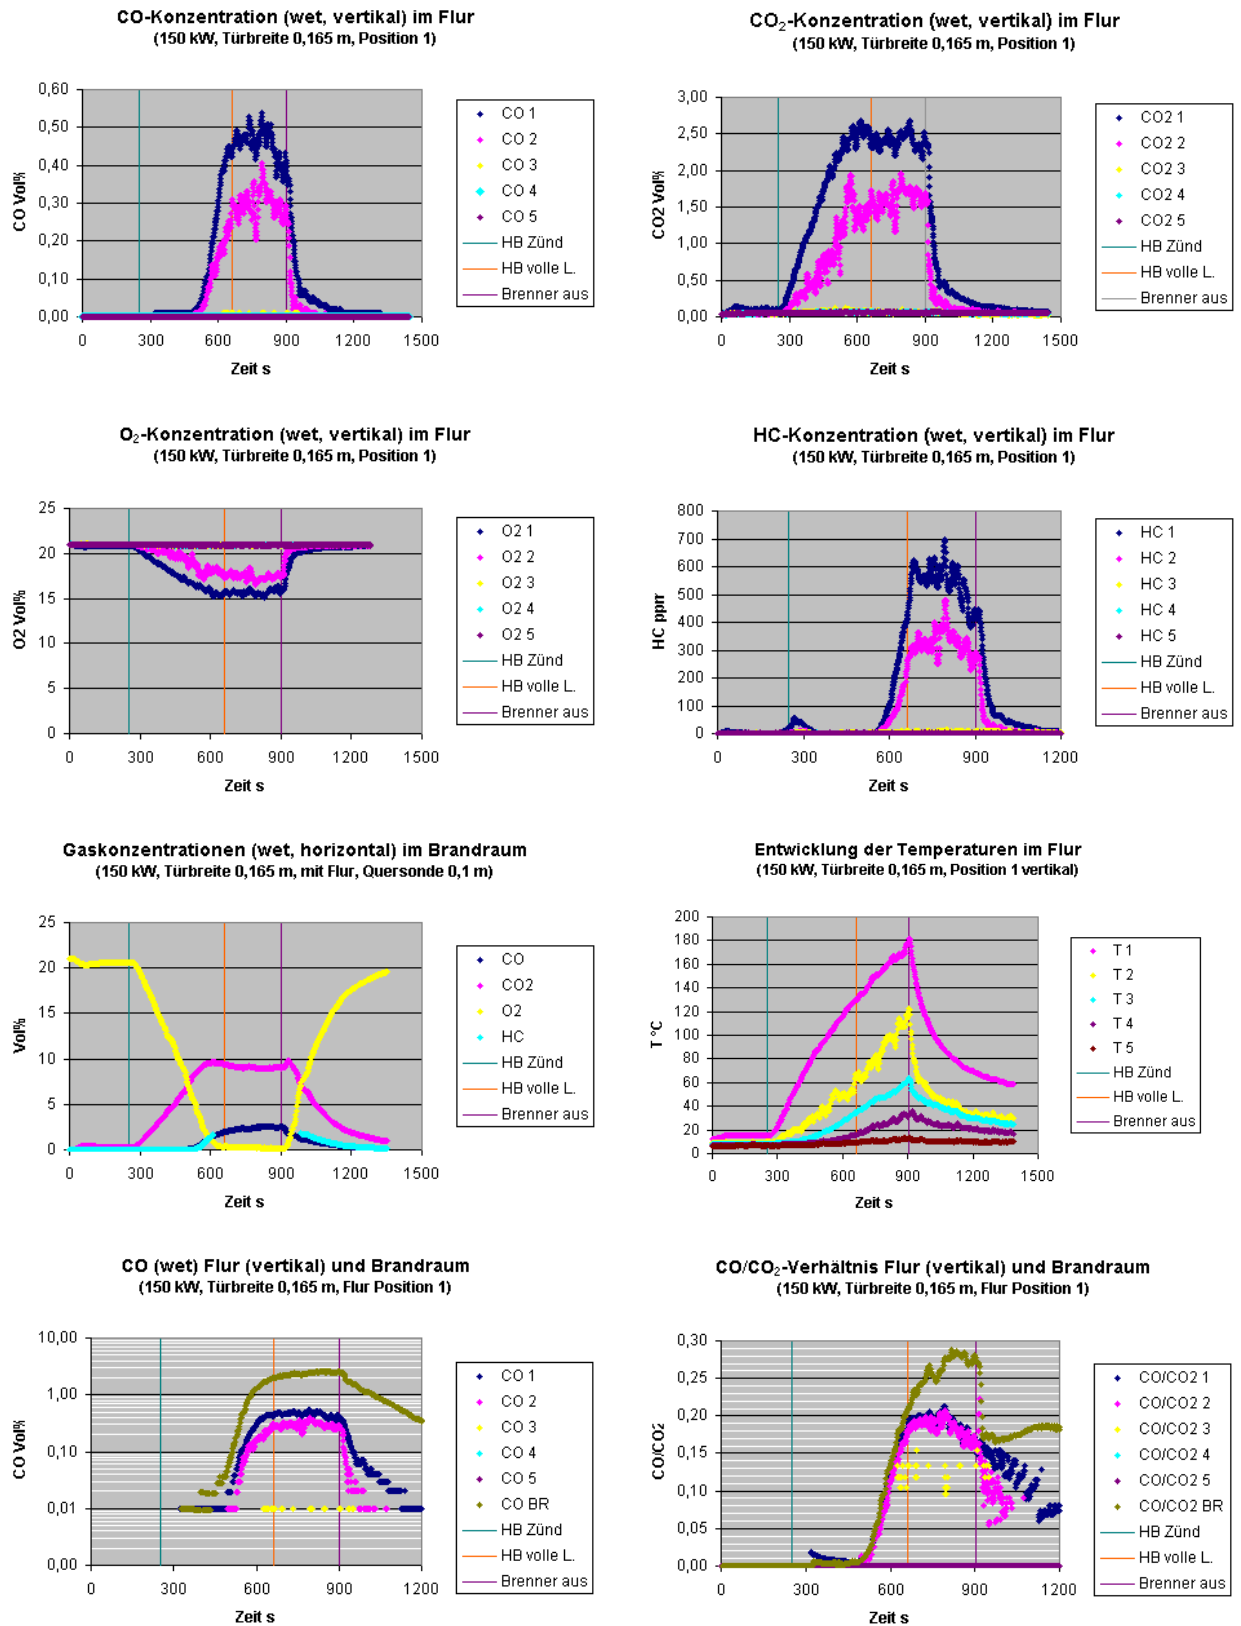 CO-Konzentration (wet, vertikal) im Flur
(150 kW, Türbreite 0,165 m, Position 1)
CO Vol%
0,60
0,50
0,40
0,30
0,20
0,10
0,00
0 300 600 900 1200 1500
Zeit s
CO 1
CO 2
CO 3
CO 4
CO 5
HB Zünd
HB volle L.
Brenner aus
CO₂-Konzentration (wet, vertikal) im Flur
(150 kW, Türbreite 0,165 m, Position 1)
CO2 Vol%
3,00
2,50
2,00
1,50
1,00
0,50
0,00
0 300 600 900 1200 1500
Zeit s
CO2 1
CO2 2
CO2 3
CO2 4
CO2 5
HB Zünd
HB volle L.
Brenner aus
O₂-Konzentration (wet, vertikal) im Flur
(150 kW, Türbreite 0,165 m, Position 1)
O2 Vol%
25
20
15
10
5
0
0 300 600 900 1200 1500
Zeit s
O2 1
O2 2
O2 3
O2 4
O2 5
HB Zünd
HB volle L.
Brenner aus
HC-Konzentration (wet, vertikal) im Flur
(150 kW, Türbreite 0,165 m, Position 1)
HC ppm
800
700
600
500
400
300
200
100
0
0 300 600 900 1200
Zeit s
HC 1
HC 2
HC 3
HC 4
HC 5
HB Zünd
HB volle L.
Brenner aus
Gaskonzentrationen (wet, horizontal) im Brandraum
(150 kW, Türbreite 0,165 m, mit Flur, Quersonde 0,1 m)
Vol%
25
20
15
10
5
0
0 300 600 900 1200 1500
Zeit s
CO
CO2
O2
HC
HB Zünd
HB volle L.
Brenner aus
Entwicklung der Temperaturen im Flur
(150 kW, Türbreite 0,165 m, Position 1 vertikal)
T °C
200
180
160
140
120
100
80
60
40
20
0
0 300 600 900 1200 1500
Zeit s
T 1
T 2
T 3
T 4
T 5
HB Zünd
HB volle L.
Brenner aus
CO (wet) Flur (vertikal) und Brandraum
(150 kW, Türbreite 0,165 m, Flur Position 1)
CO Vol%
10,00
1,00
0,10
0,01
0,00
0 300 600 900 1200
Zeit s
CO 1
CO 2
CO 3
CO 4
CO 5
CO BR
HB Zünd
HB volle L.
Brenner aus
CO/CO₂-Verhältnis Flur (vertikal) und Brandraum
(150 kW, Türbreite 0,165 m, Flur Position 1)
CO/CO2
0,30
0,25
0,20
0,15
0,10
0,05
0,00
0 300 600 900 1200
Zeit s
CO/CO2 1
CO/CO2 2
CO/CO2 3
CO/CO2 4
CO/CO2 5
CO/CO2 BR
HB Zünd
HB volle L.
Brenner aus